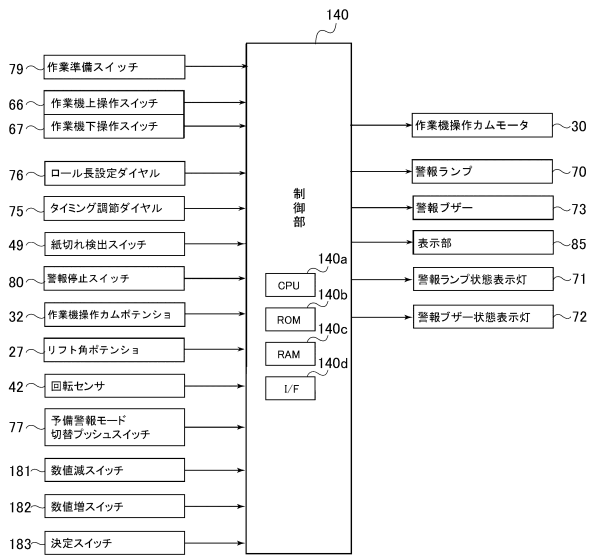 140
79 作業準備スイッチ
66 作業機上操作スイッチ
67 作業機下操作スイッチ
76 ロール長設定ダイヤル
75 タイミング調節ダイヤル
49 紙切れ検出スイッチ
80 警報停止スイッチ
32 作業機操作カムポテンショ
27 リフト角ポテンショ
42 回転センサ
77 予備警報モード
切替プッシュスイッチ
181 数値減スイッチ
182 数値増スイッチ
183 決定スイッチ
制御部
140a
CPU
140b
ROM
140c
RAM
140d
I/F
作業機操作カムモータ 30
警報ランプ 70
警報ブザー 73
表示部 85
警報ランプ状態表示灯 71
警報ブザー状態表示灯 72